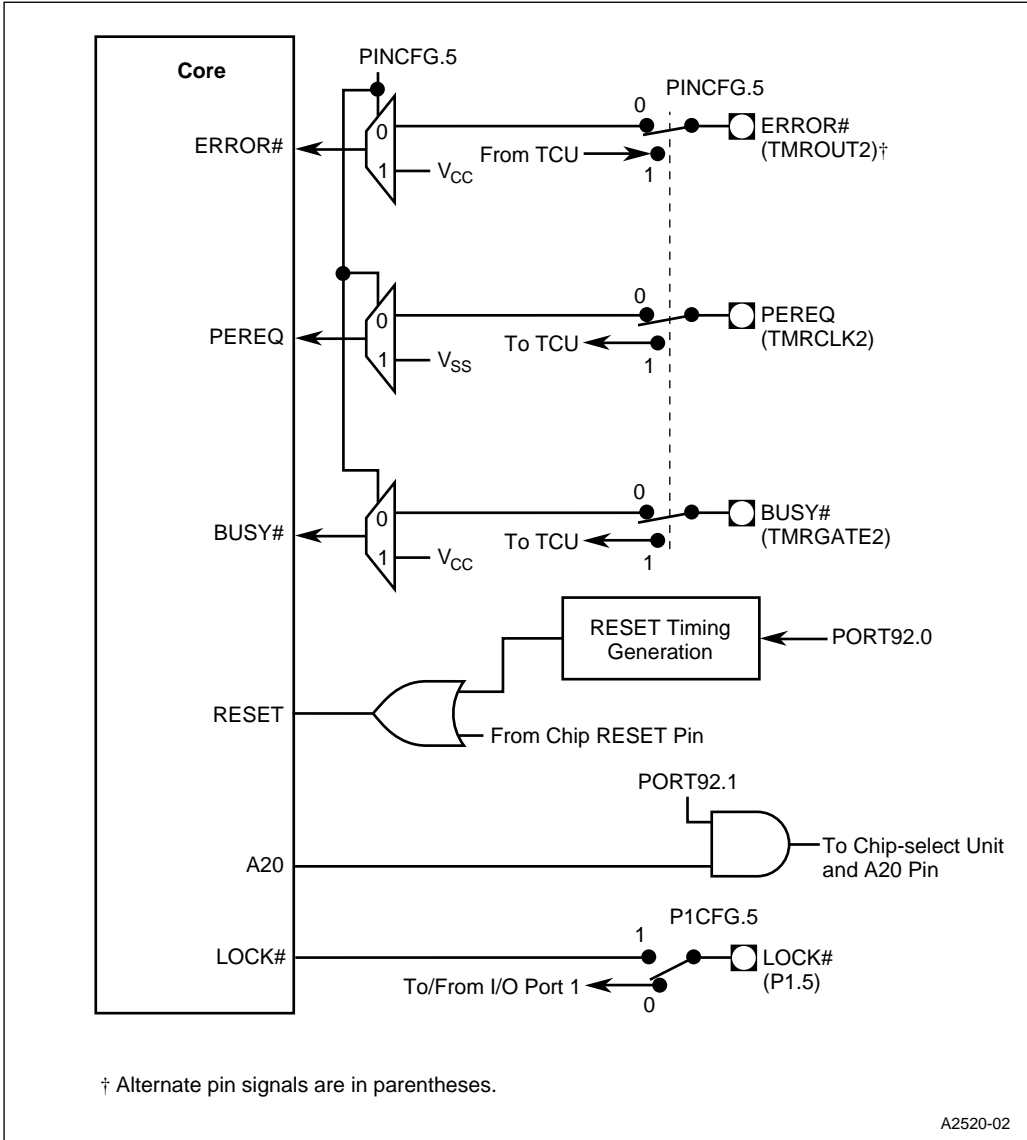 Core
PINCFG.5
PINCFG.5
ERROR#
0
1
VCC
From TCU
0
1
ERROR#
(TMROUT2)†
PEREQ
0
1
VSS
To TCU
0
1
PEREQ
(TMRCLK2)
BUSY#
0
1
VCC
To TCU
0
1
BUSY#
(TMRGATE2)
RESET Timing
Generation
PORT92.0
RESET
From Chip RESET Pin
PORT92.1
A20
To Chip-select Unit
and A20 Pin
P1CFG.5
LOCK#
1
To/From I/O Port 1
0
LOCK#
(P1.5)
† Alternate pin signals are in parentheses.
A2520-02